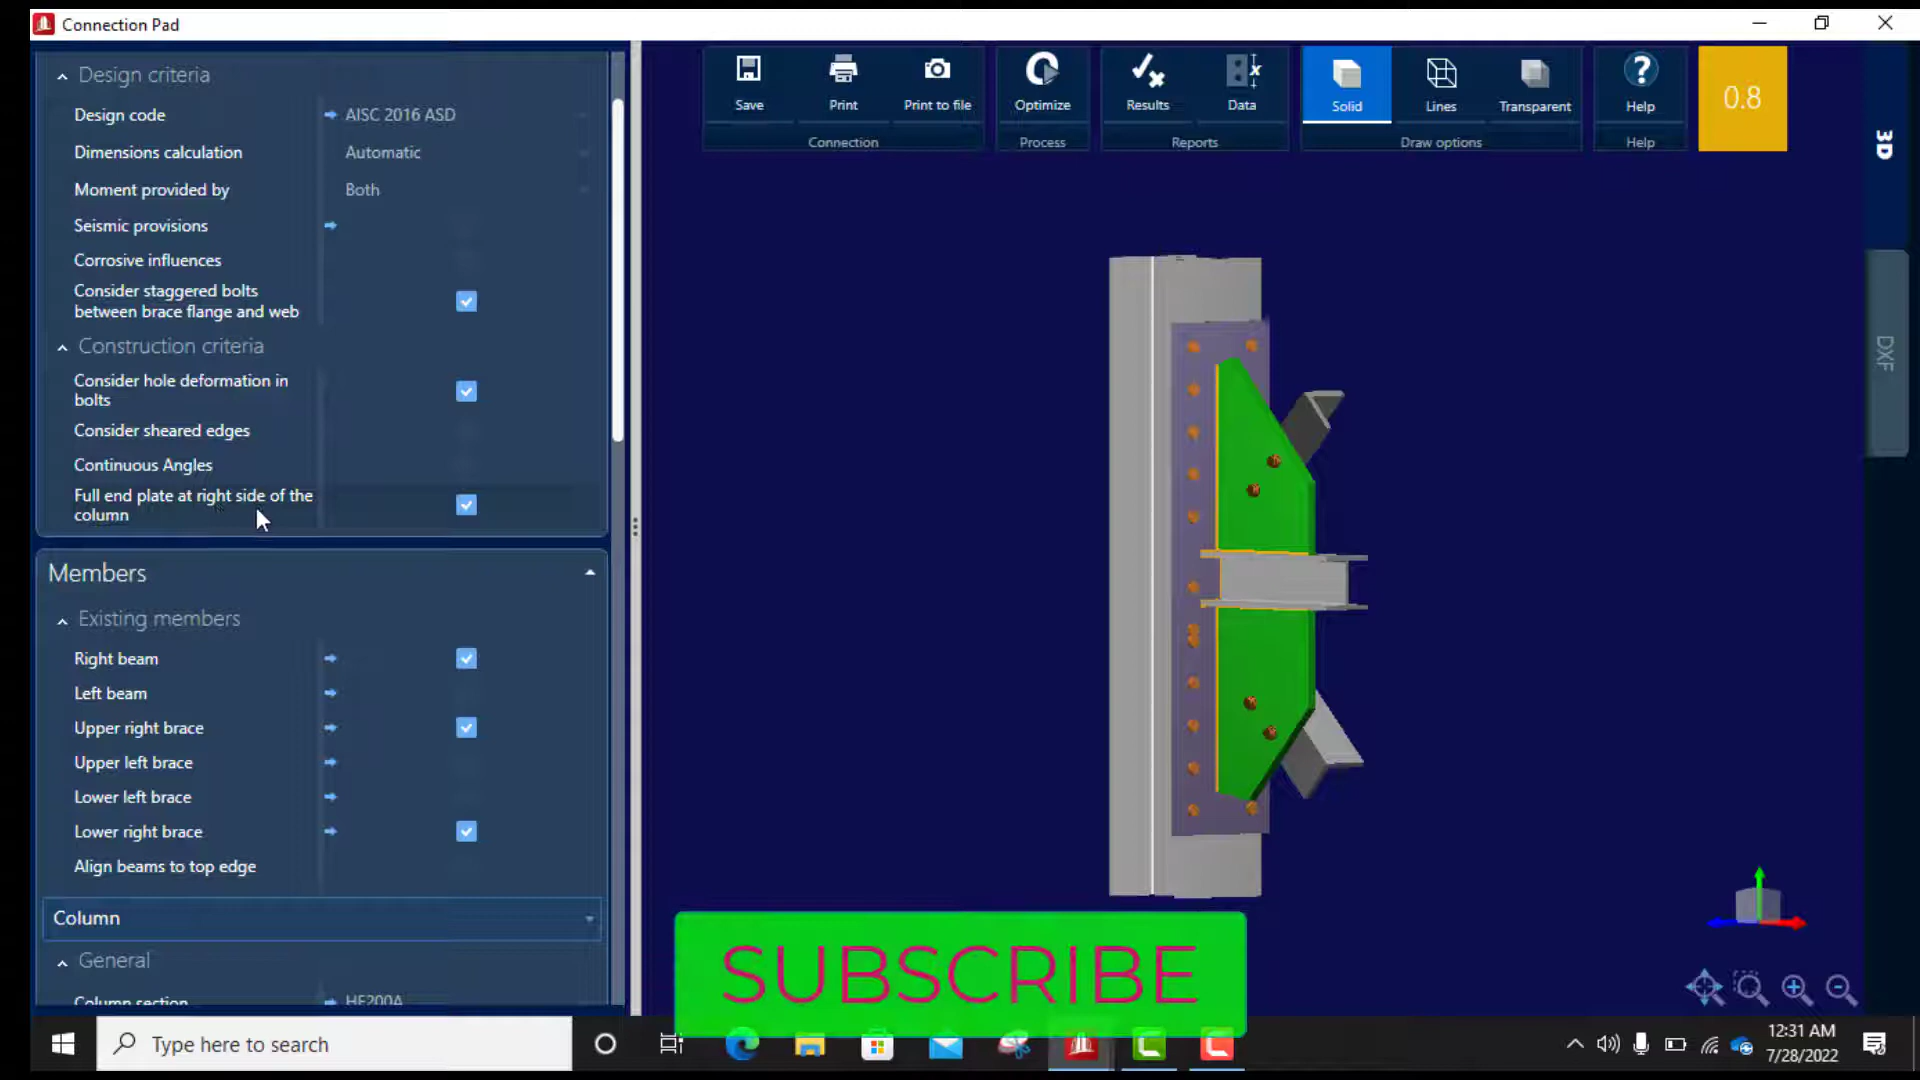 Connection Pad
Design criteria
Design code AISC 2016 ASD
Dimensions calculation Automatic
Moment provided by Both
Seismic provisions
Corrosive influences
Consider staggered bolts
between brace flange and web
Construction criteria
Consider hole deformation in
bolts
Consider sheared edges
Continuous Angles
Full end plate at right side of the
column
Members
Existing members
Right beam
Left beam
Upper right brace
Upper left brace
Lower left brace
Lower right brace
Align beams to top edge
Column
General
Column section HE200A
Save Print Print to file Optimize Results Data Solid Lines Transparent Help
Connection Process Reports Draw options Help
0.8
3D
DXF
SUBSCRIBE
Type here to search
12:31 AM
7/28/2022